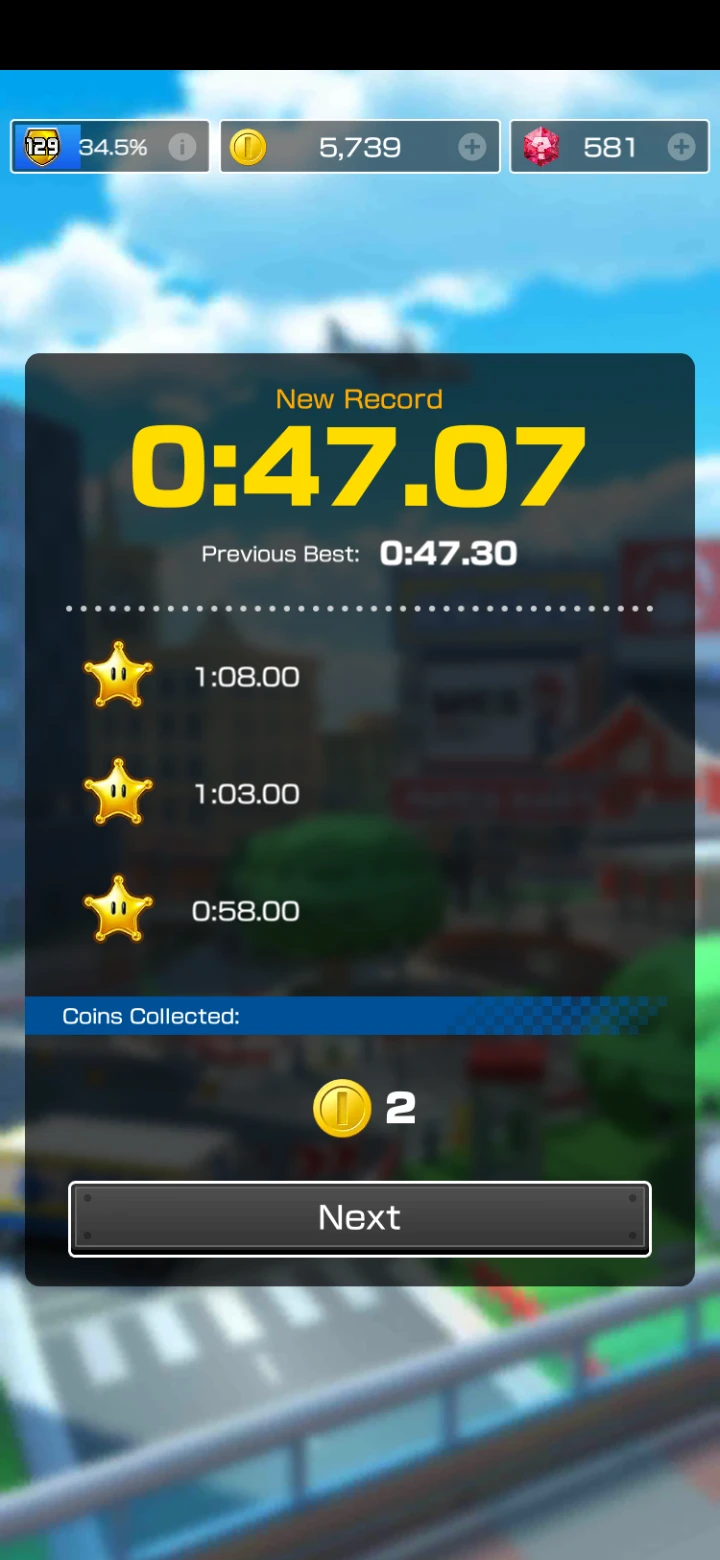 129 34.5% i 5,739 + ? 581 +
New Record
0:47.07
Previous Best: 0:47.30
1:08.00
1:03.00
0:58.00
Coins Collected:
2
Next